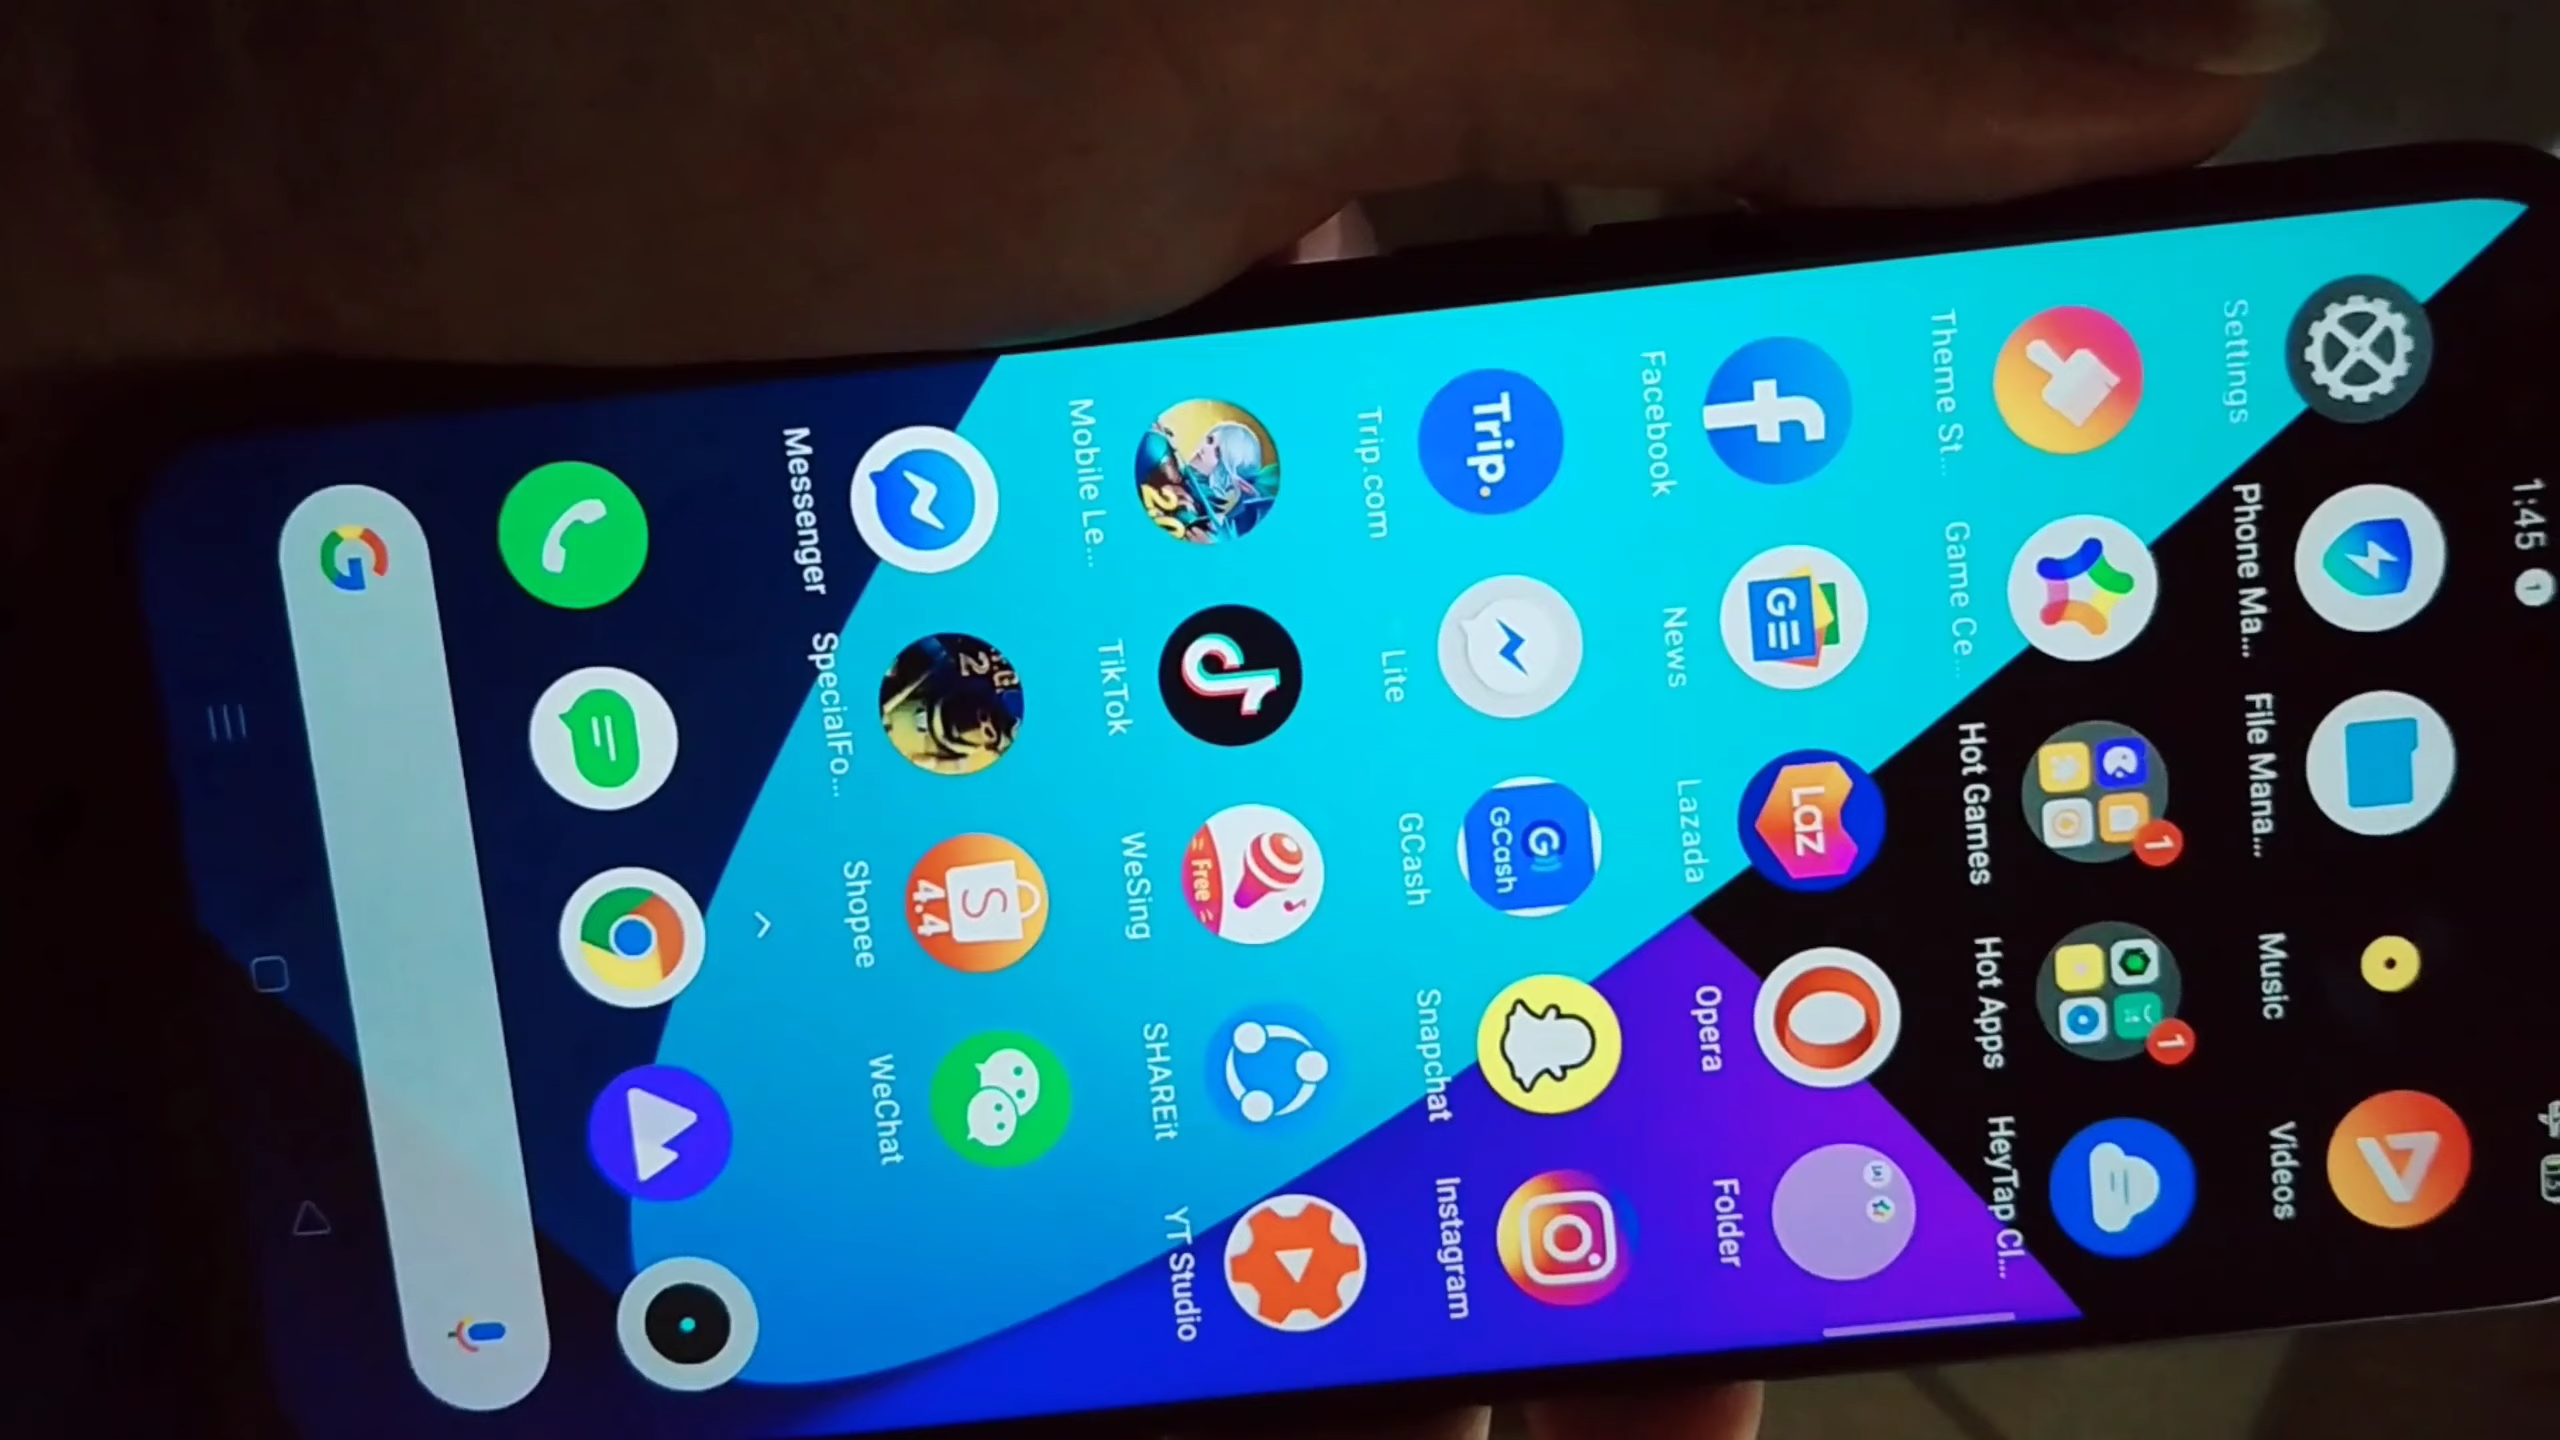 1:45
Settings Phone Ma... File Mana... Music Videos
1
1
Theme St... Game Ce... Hot Games Hot Apps HeyTap Cl...
Laz
Facebook News Lazada Opera Folder
Trip.
GCash
Trip.com Lite GCash Snapchat Instagram
Free
Mobile Le... TikTok WeSing SHAREit YT Studio
4.4
Messenger SpecialFo... Shopee WeChat